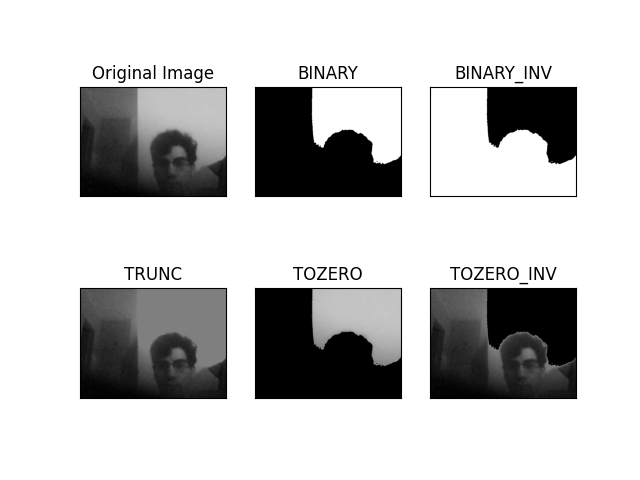 Original Image
BINARY
BINARY_INV
TRUNC
TOZERO
TOZERO_INV